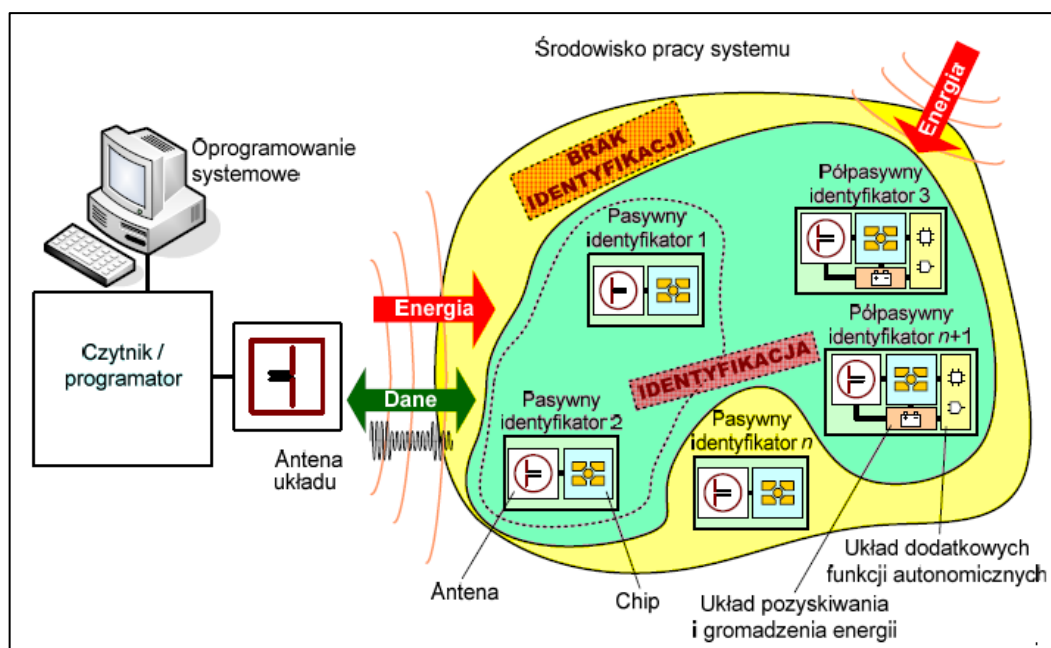 Środowisko pracy systemu
Energia
Oprogramowanie
systemowe
BRAK
IDENTYFIKACJI
Półpasywny
identyfikator 3
Pasywny
identyfikator 1
Energia
Czytnik /
programator
IDENTYFIKACJA
Półpasywny
identyfikator n+1
Dane
Pasywny
identyfikator 2
Pasywny
identyfikator n
Antena
układu
Antena
Chip
Układ dodatkowych
funkcji autonomicznych
Układ pozyskiwania
i gromadzenia energii